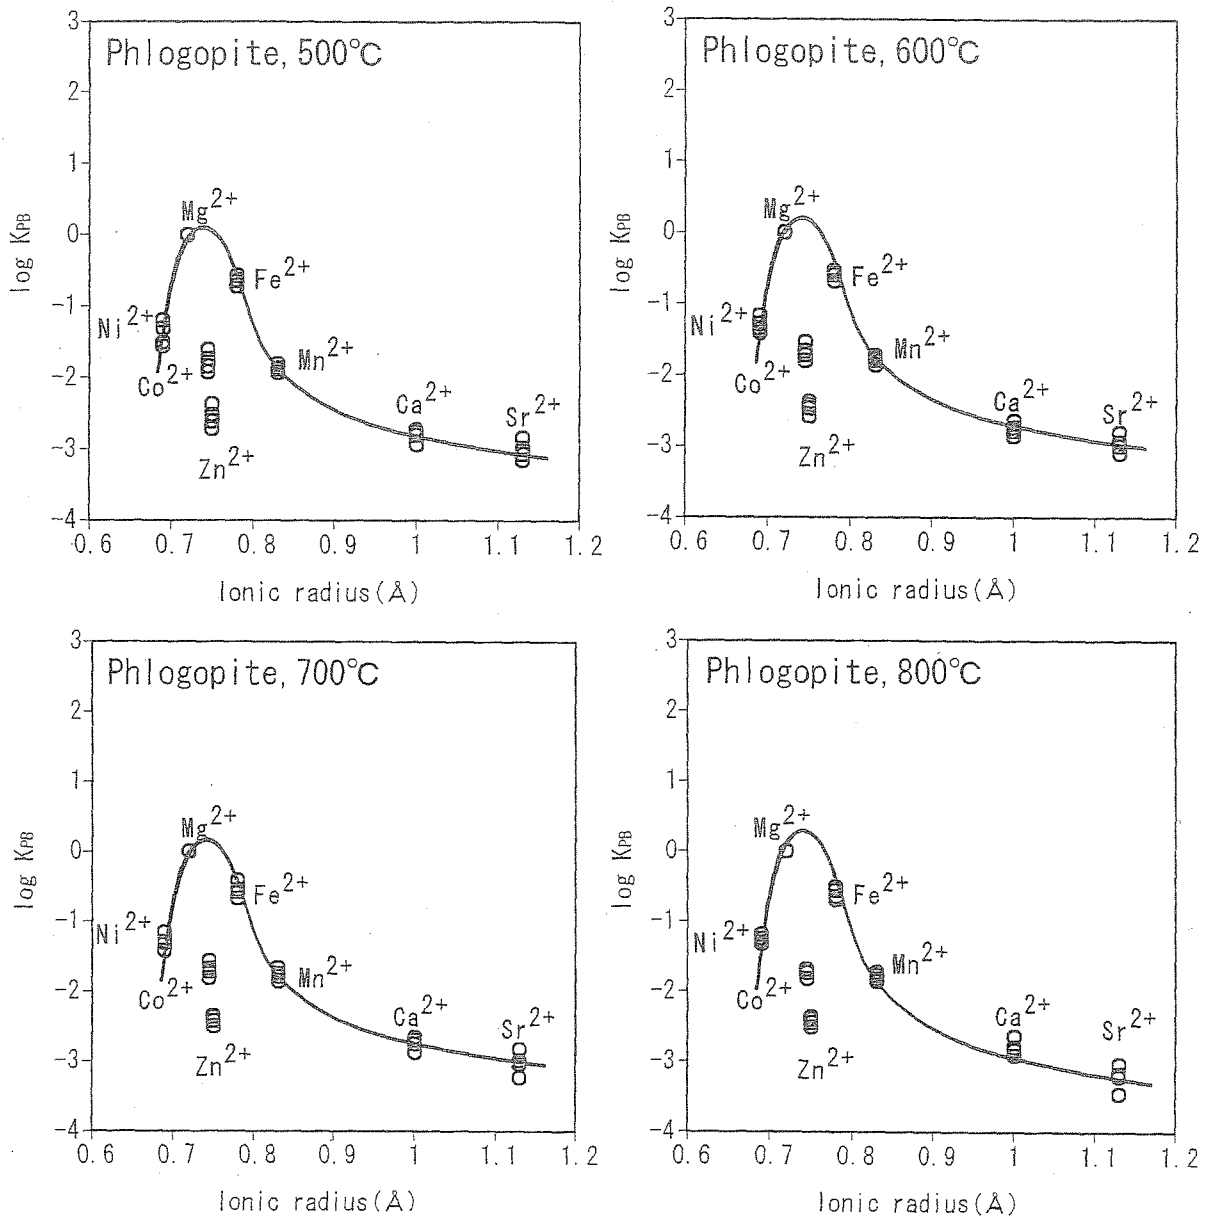 Phlogopite, 500℃
3
2
1
0
-1
-2
-3
-4
log KPB
Mg2+
Fe2+
Ni2+
Co2+
Mn2+
Zn2+
Ca2+
Sr2+
0.6 0.7 0.8 0.9 1 1.1 1.2
Ionic radius(Å)
Phlogopite, 600℃
3
2
1
0
-1
-2
-3
-4
log KPB
Mg2+
Fe2+
Ni2+
Co2+
Mn2+
Zn2+
Ca2+
Sr2+
0.6 0.7 0.8 0.9 1 1.1 1.2
Ionic radius(Å)
Phlogopite, 700℃
3
2
1
0
-1
-2
-3
-4
log KPB
Mg2+
Fe2+
Ni2+
Co2+
Mn2+
Zn2+
Ca2+
Sr2+
0.6 0.7 0.8 0.9 1 1.1 1.2
Ionic radius(Å)
Phlogopite, 800℃
3
2
1
0
-1
-2
-3
-4
log KPB
Mg2+
Fe2+
Ni2+
Co2+
Mn2+
Zn2+
Ca2+
Sr2+
0.6 0.7 0.8 0.9 1 1.1 1.2
Ionic radius(Å)